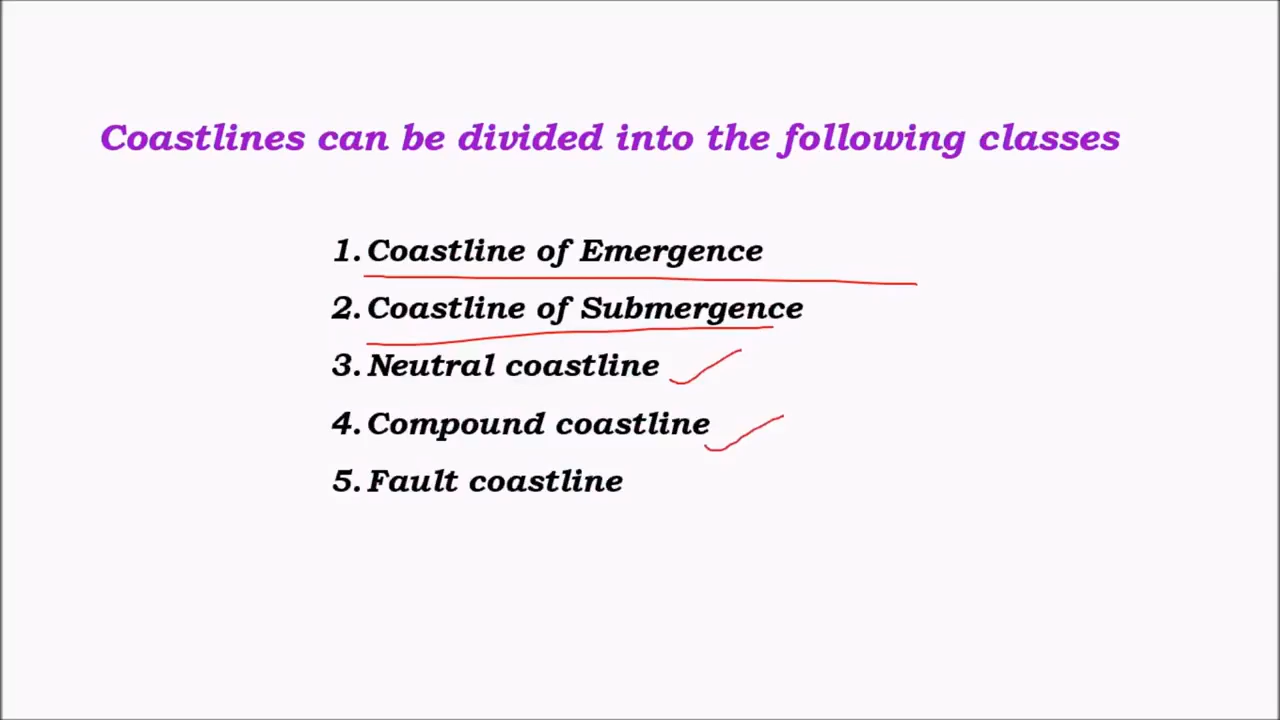 Coastlines can be divided into the following classes
1. Coastline of Emergence
2. Coastline of Submergence
3. Neutral coastline
4. Compound coastline
5. Fault coastline